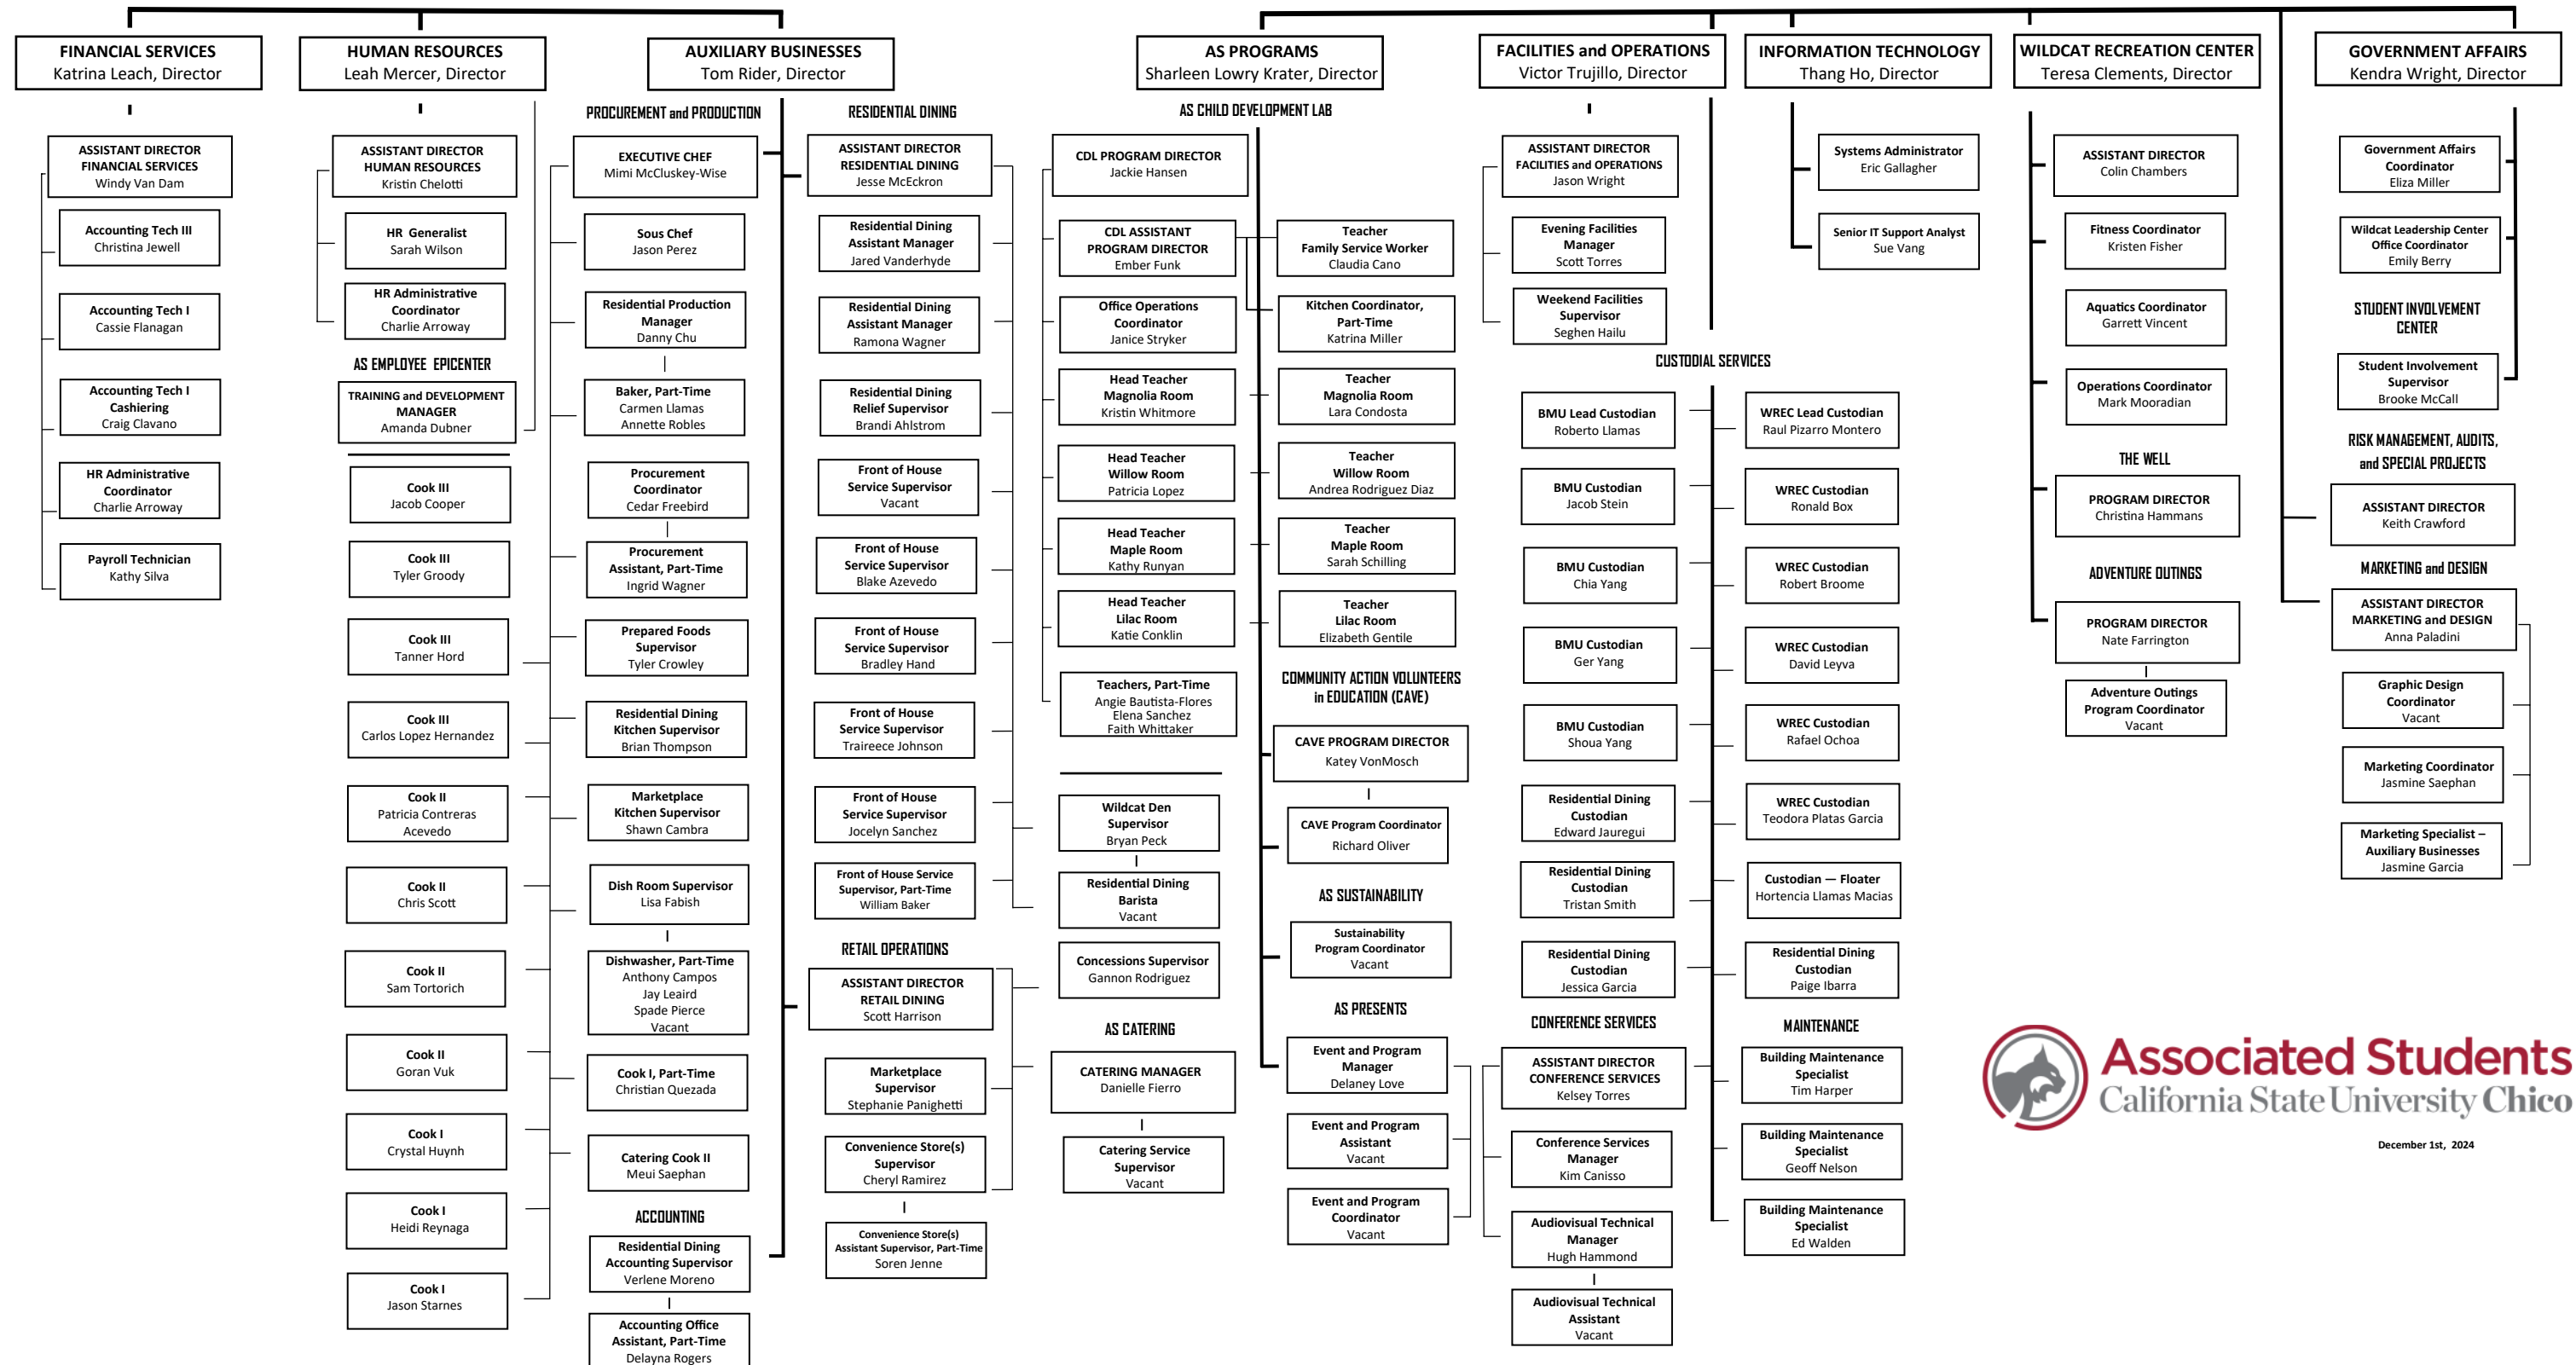 FINANCIAL SERVICES
Katrina Leach, Director
ASSISTANT DIRECTOR
FINANCIAL SERVICES
Windy Van Dam
Accounting Tech III
Christina Jewell
Accounting Tech I
Cassie Flanagan
Accounting Tech I
Cashiering
Craig Clavano
HR Administrative
Coordinator
Charlie Arroway
Payroll Technician
Kathy Silva
HUMAN RESOURCES
Leah Mercer, Director
ASSISTANT DIRECTOR
HUMAN RESOURCES
Kristin Chelotti
HR Generalist
Sarah Wilson
HR Administrative
Coordinator
Charlie Arroway
AS EMPLOYEE EPICENTER
TRAINING and DEVELOPMENT
MANAGER
Amanda Dubner
Cook III
Jacob Cooper
Cook III
Tyler Groody
Cook III
Tanner Hord
Cook III
Carlos Lopez Hernandez
Cook II
Patricia Contreras
Acevedo
Cook II
Chris Scott
Cook II
Sam Tortorich
Cook II
Goran Vuk
Cook I
Crystal Huynh
Cook I
Heidi Reynaga
Cook I
Jason Starnes
AUXILIARY BUSINESSES
Tom Rider, Director
PROCUREMENT and PRODUCTION
EXECUTIVE CHEF
Mimi McCluskey-Wise
Sous Chef
Jason Perez
Residential Production
Manager
Danny Chu
Baker, Part-Time
Carmen Llamas
Annette Robles
Procurement
Coordinator
Cedar Freebird
Procurement
Assistant, Part-Time
Ingrid Wagner
Prepared Foods
Supervisor
Tyler Crowley
Residential Dining
Kitchen Supervisor
Brian Thompson
Marketplace
Kitchen Supervisor
Shawn Cambra
Dish Room Supervisor
Lisa Fabish
Dishwasher, Part-Time
Anthony Campos
Jay Leaird
Spade Pierce
Vacant
Cook I, Part-Time
Christian Quezada
Catering Cook II
Meui Saephan
ACCOUNTING
Residential Dining
Accounting Supervisor
Verlene Moreno
Accounting Office
Assistant, Part-Time
Delayna Rogers
RESIDENTIAL DINING
ASSISTANT DIRECTOR
RESIDENTIAL DINING
Jesse McEckron
Residential Dining
Assistant Manager
Jared Vanderhyde
Residential Dining
Assistant Manager
Ramona Wagner
Residential Dining
Relief Supervisor
Brandi Ahlstrom
Front of House
Service Supervisor
Vacant
Front of House
Service Supervisor
Blake Azevedo
Front of House
Service Supervisor
Bradley Hand
Front of House
Service Supervisor
Traireece Johnson
Front of House
Service Supervisor
Jocelyn Sanchez
Front of House Service
Supervisor, Part-Time
William Baker
RETAIL OPERATIONS
ASSISTANT DIRECTOR
RETAIL DINING
Scott Harrison
Marketplace
Supervisor
Stephanie Panighetti
Convenience Store(s)
Supervisor
Cheryl Ramirez
Convenience Store(s)
Assistant Supervisor, Part-Time
Soren Jenne
AS PROGRAMS
Sharleen Lowry Krater, Director
AS CHILD DEVELOPMENT LAB
CDL PROGRAM DIRECTOR
Jackie Hansen
CDL ASSISTANT
PROGRAM DIRECTOR
Ember Funk
Office Operations
Coordinator
Janice Stryker
Head Teacher
Magnolia Room
Kristin Whitmore
Head Teacher
Willow Room
Patricia Lopez
Head Teacher
Maple Room
Kathy Runyan
Head Teacher
Lilac Room
Katie Conklin
Teachers, Part-Time
Angie Bautista-Flores
Elena Sanchez
Faith Whittaker
Wildcat Den
Supervisor
Bryan Peck
Residential Dining
Barista
Vacant
Concessions Supervisor
Gannon Rodriguez
AS CATERING
CATERING MANAGER
Danielle Fierro
Catering Service
Supervisor
Vacant
Teacher
Family Service Worker
Claudia Cano
Kitchen Coordinator,
Part-Time
Katrina Miller
Teacher
Magnolia Room
Lara Condosta
Teacher
Willow Room
Andrea Rodriguez Diaz
Teacher
Maple Room
Sarah Schilling
Teacher
Lilac Room
Elizabeth Gentile
COMMUNITY ACTION VOLUNTEERS
in EDUCATION (CAVE)
CAVE PROGRAM DIRECTOR
Katey VonMosch
CAVE Program Coordinator
Richard Oliver
AS SUSTAINABILITY
Sustainability
Program Coordinator
Vacant
AS PRESENTS
Event and Program
Manager
Delaney Love
Event and Program
Assistant
Vacant
Event and Program
Coordinator
Vacant
FACILITIES and OPERATIONS
Victor Trujillo, Director
ASSISTANT DIRECTOR
FACILITIES and OPERATIONS
Jason Wright
Evening Facilities
Manager
Scott Torres
Weekend Facilities
Supervisor
Seghen Hailu
CUSTODIAL SERVICES
BMU Lead Custodian
Roberto Llamas
BMU Custodian
Jacob Stein
BMU Custodian
Chia Yang
BMU Custodian
Ger Yang
BMU Custodian
Shoua Yang
Residential Dining
Custodian
Edward Jauregui
Residential Dining
Custodian
Tristan Smith
Residential Dining
Custodian
Jessica Garcia
CONFERENCE SERVICES
ASSISTANT DIRECTOR
CONFERENCE SERVICES
Kelsey Torres
Conference Services
Manager
Kim Canisso
Audiovisual Technical
Manager
Hugh Hammond
Audiovisual Technical
Assistant
Vacant
WREC Lead Custodian
Raul Pizarro Montero
WREC Custodian
Ronald Box
WREC Custodian
Robert Broome
WREC Custodian
David Leyva
WREC Custodian
Rafael Ochoa
WREC Custodian
Teodora Platas Garcia
Custodian — Floater
Hortencia Llamas Macias
Residential Dining
Custodian
Paige Ibarra
MAINTENANCE
Building Maintenance
Specialist
Tim Harper
Building Maintenance
Specialist
Geoff Nelson
Building Maintenance
Specialist
Ed Walden
INFORMATION TECHNOLOGY
Thang Ho, Director
Systems Administrator
Eric Gallagher
Senior IT Support Analyst
Sue Vang
WILDCAT RECREATION CENTER
Teresa Clements, Director
ASSISTANT DIRECTOR
Colin Chambers
Fitness Coordinator
Kristen Fisher
Aquatics Coordinator
Garrett Vincent
Operations Coordinator
Mark Mooradian
THE WELL
PROGRAM DIRECTOR
Christina Hammans
ADVENTURE OUTINGS
PROGRAM DIRECTOR
Nate Farrington
Adventure Outings
Program Coordinator
Vacant
GOVERNMENT AFFAIRS
Kendra Wright, Director
Government Affairs
Coordinator
Eliza Miller
Wildcat Leadership Center
Office Coordinator
Emily Berry
STUDENT INVOLVEMENT
CENTER
Student Involvement
Supervisor
Brooke McCall
RISK MANAGEMENT, AUDITS,
and SPECIAL PROJECTS
ASSISTANT DIRECTOR
Keith Crawford
MARKETING and DESIGN
ASSISTANT DIRECTOR
MARKETING and DESIGN
Anna Paladini
Graphic Design
Coordinator
Vacant
Marketing Coordinator
Jasmine Saephan
Marketing Specialist –
Auxiliary Businesses
Jasmine Garcia
Associated Students
California State University Chico
December 1st, 2024